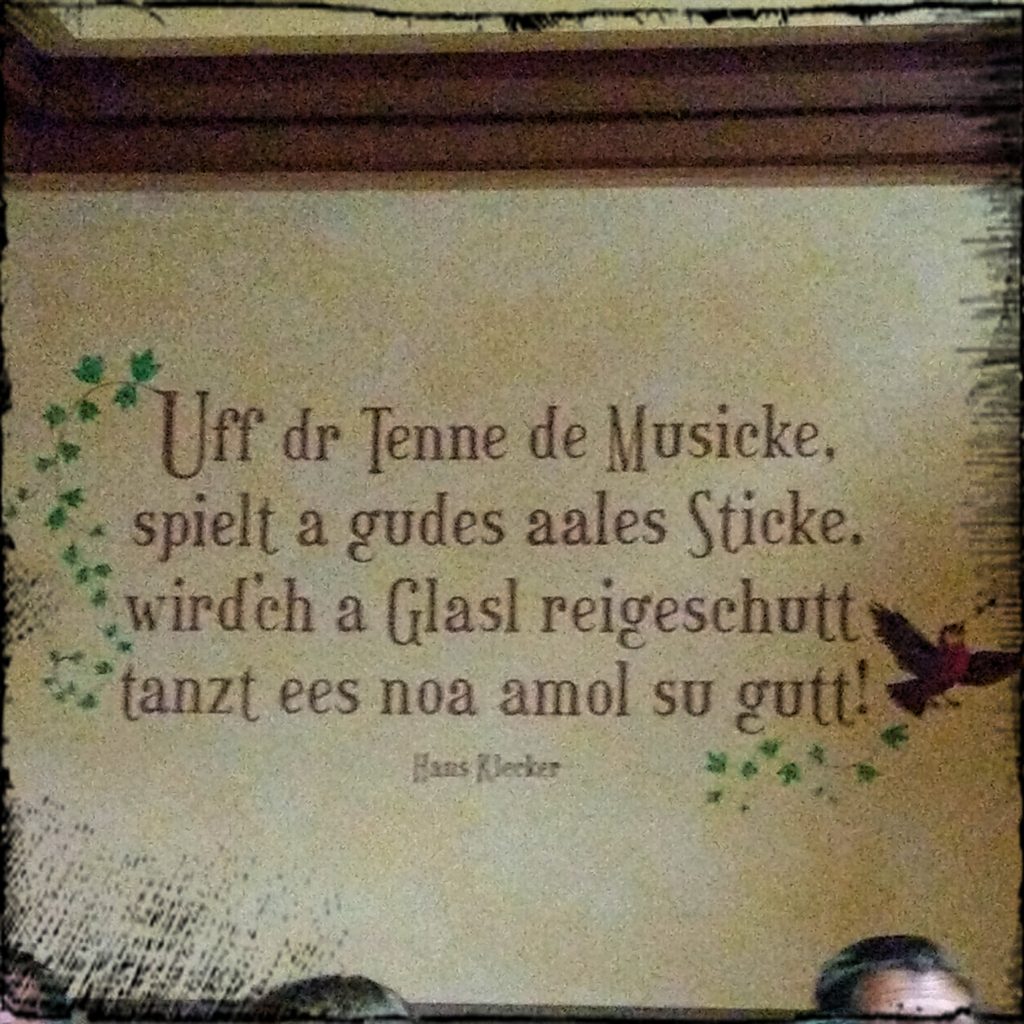 Uff dr Tenne de Musicke,
spielt a gudes aales Sticke.
wird'ch a Glasl reigeschutt
tanzt ees noa amol su gutt!
Hans Klecker